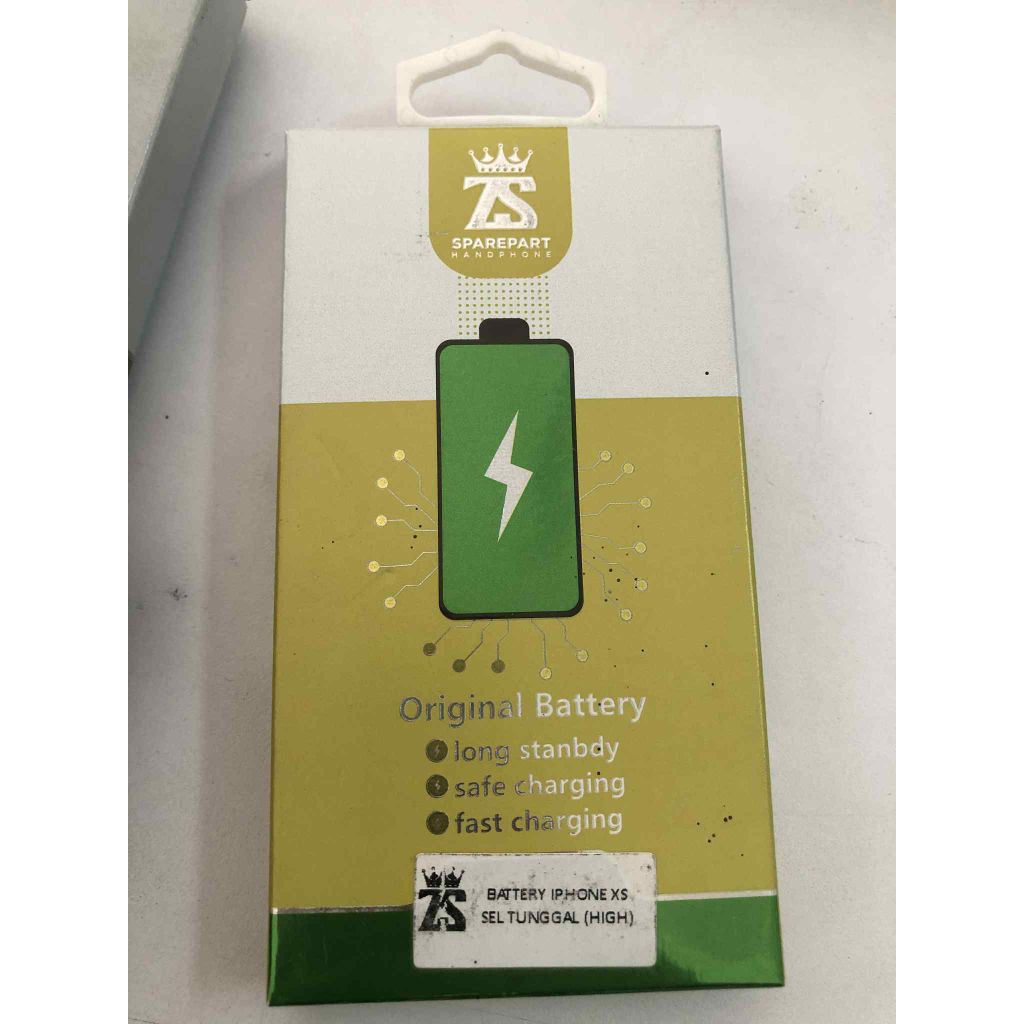 ZS
SPAREPART
HANDPHONE
Original Battery
long stanbdy
safe charging
fast charging
ZS
BATTERY IPHONE XS
SEL TUNGGAL (HIGH)